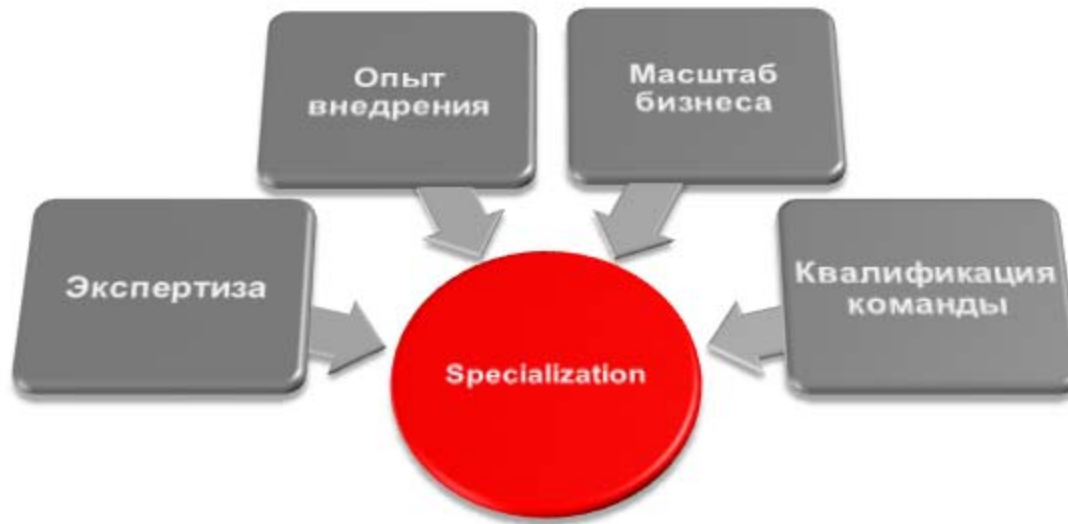 Опыт
внедрения
Масштаб
бизнеса
Экспертиза
Квалификация
команды
Specialization